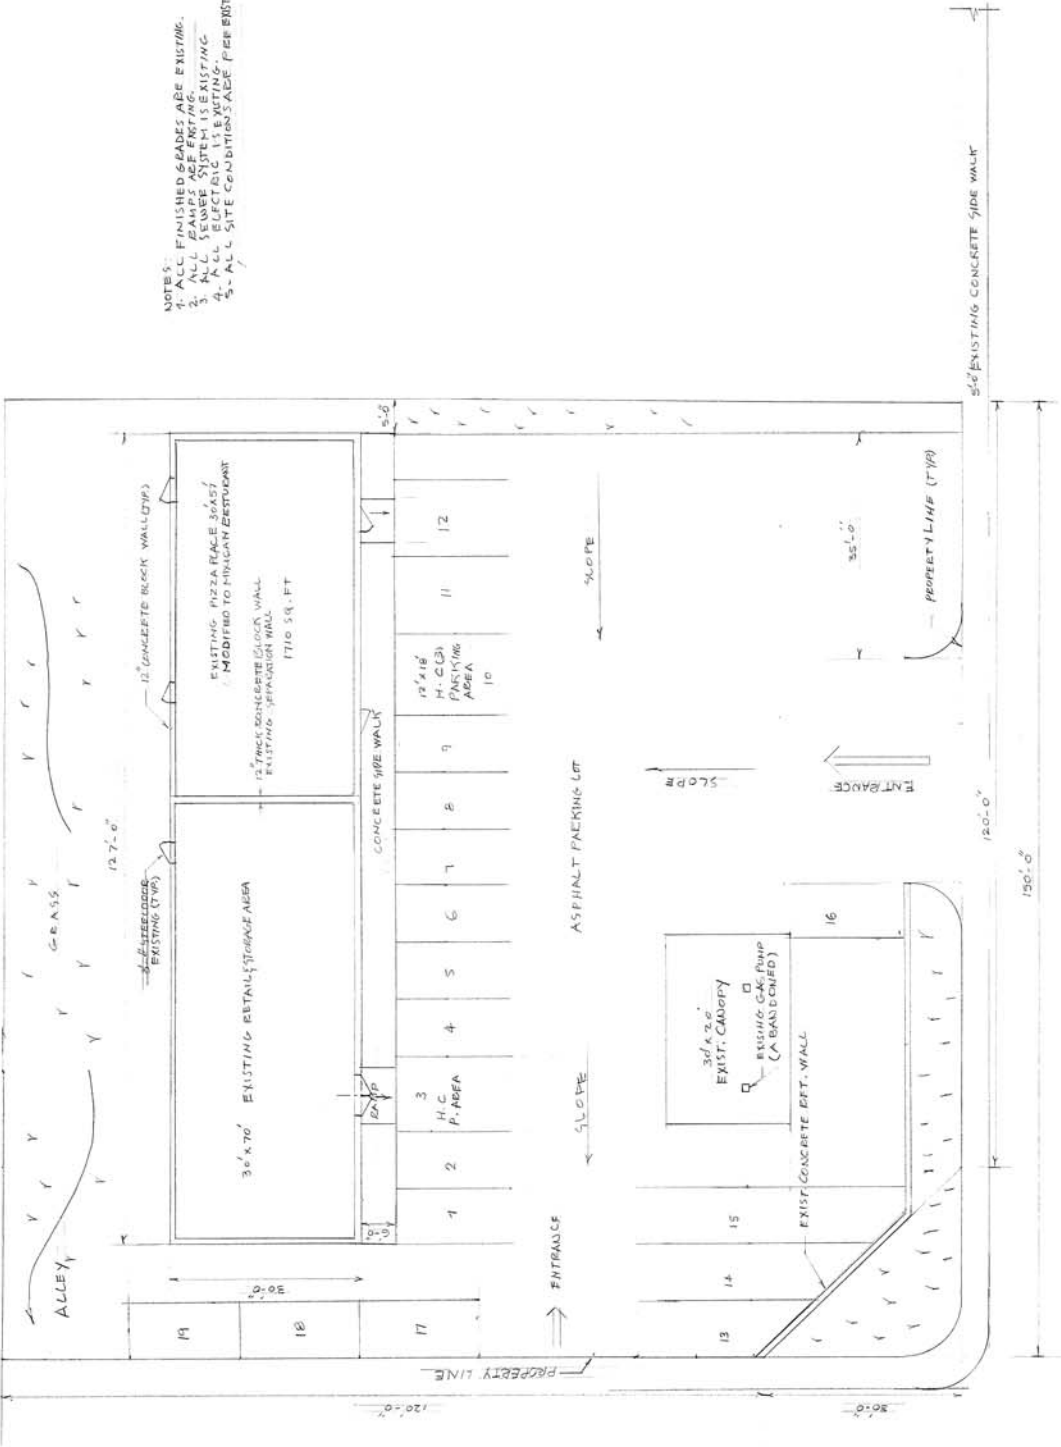 NOTES:
1. ALL FINISHED GRADES ARE EXISTING.
2. ALL RAMPS ARE EXISTING.
3. ALL SEWER SYSTEM IS EXISTING
4- ALL ELECTRIC IS EXISTING.
5- ALL SITE CONDITIONS ARE PRE EXIST
ALLEY
GRASS
127'-0"
12" CONCRETE BLOCK WALL (TYP.)
STEEL DOOR
EXISTING (TYP.)
30'x70' EXISTING RETAIL & STORAGE AREA
EXISTING PIZZA PLACE 30'x57'
MODIFIED TO MEXICAN RESTURANT
12" THICK CONCRETE BLOCK WALL
EXISTING SEPARATION WALL
1710 SQ. FT
30'-0"
5'-0"
RAMP
CONCRETE SIDE WALK
19
18
17
1
2
3
H.C
P. AREA
4
5
6
7
8
9
12'x18'
H.C (3)
PARKING
AREA
10
11
12
ENTRANCE
SLOPE
ASPHALT PARKING LOT
SLOPE
SLOPE
ENTRANCE
13
14
15
16
30'x20'
EXIST. CANOPY
EXISING GAS PUMP
(ABANDONED)
EXIST. CONCRETE RET. WALL
35'-0"
PROPERTY LINE (TYP)
PROPERTY LINE
5'-0" EXISTING CONCRETE SIDE WALK
120'-0"
150'-0"
120'-0"
30'-0"